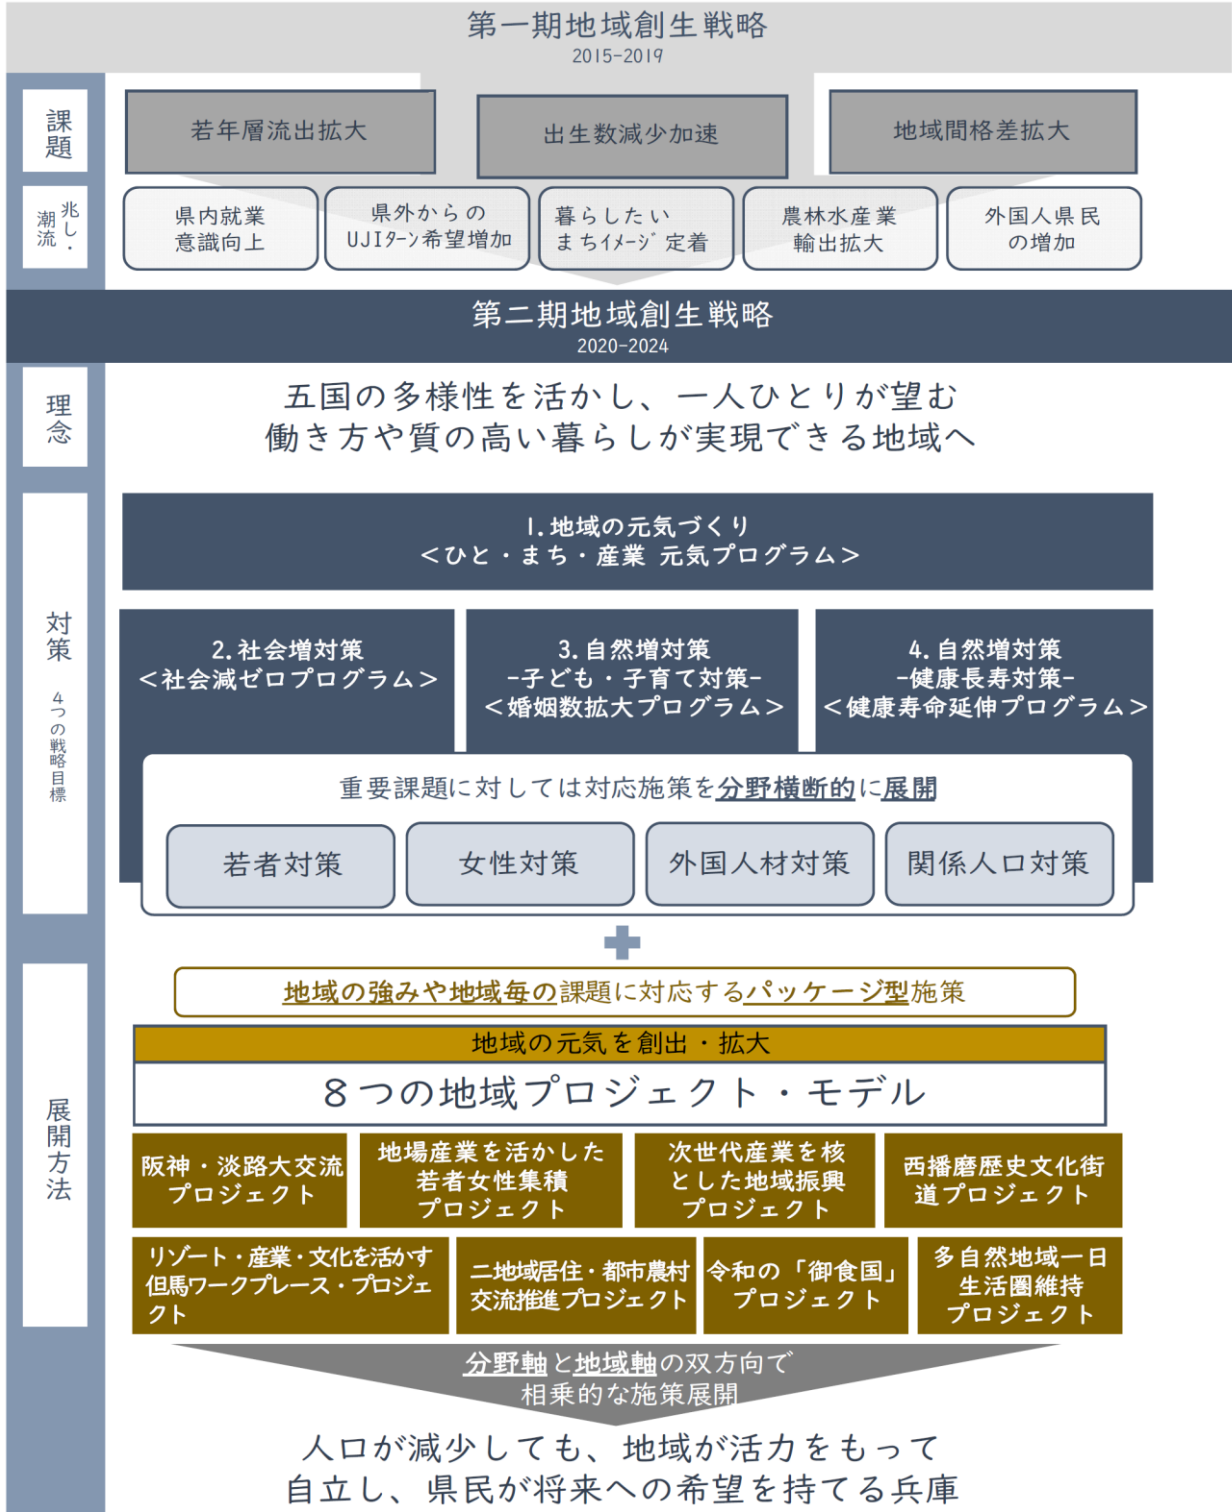 第一期地域創生戦略
2015-2019
課題
若年層流出拡大
出生数減少加速
地域間格差拡大
兆し・
潮流
県内就業
意識向上
県外からの
UJIターン希望増加
暮らしたい
まちイメージ定着
農林水産業
輸出拡大
外国人県民
の増加
第二期地域創生戦略
2020-2024
理念
五国の多様性を活かし、一人ひとりが望む
働き方や質の高い暮らしが実現できる地域へ
対策 4つの戦略目標
1.地域の元気づくり
＜ひと・まち・産業 元気プログラム＞
2.社会増対策
＜社会減ゼロプログラム＞
3.自然増対策
-子ども・子育て対策-
＜婚姻数拡大プログラム＞
4.自然増対策
-健康長寿対策-
＜健康寿命延伸プログラム＞
重要課題に対しては対応施策を分野横断的に展開
若者対策
女性対策
外国人材対策
関係人口対策
展開方法
地域の強みや地域毎の課題に対応するパッケージ型施策
地域の元気を創出・拡大
８つの地域プロジェクト・モデル
阪神・淡路大交流
プロジェクト
地場産業を活かした
若者女性集積
プロジェクト
次世代産業を核
とした地域振興
プロジェクト
西播磨歴史文化街
道プロジェクト
リゾート・産業・文化を活かす
但馬ワークプレース・プロジェ
クト
二地域居住・都市農村
交流推進プロジェクト
令和の「御食国」
プロジェクト
多自然地域一日
生活圏維持
プロジェクト
分野軸と地域軸の双方向で
相乗的な施策展開
人口が減少しても、地域が活力をもって
自立し、県民が将来への希望を持てる兵庫